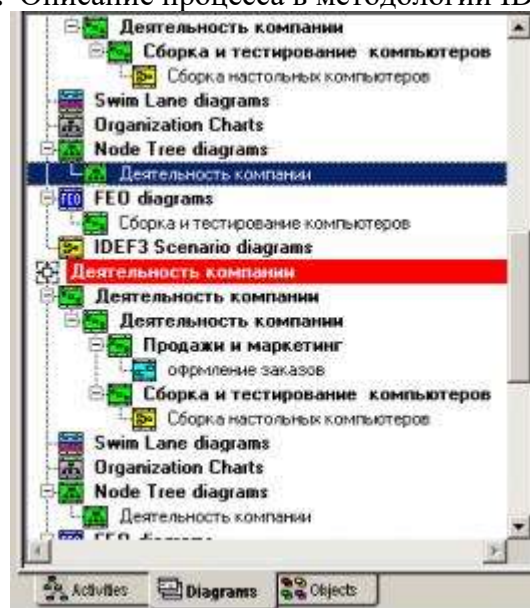 Описание процесса в методологии ID
Деятельность компании
Сборка и тестирование компьютеров
Сборка настольных компьютеров
Swim Lane diagrams
Organization Charts
Node Tree diagrams
Деятельность компании
FEO diagrams
Сборка и тестирование компьютеров
IDEF3 Scenario diagrams
Деятельность компании
Деятельность компании
Деятельность компании
Продажи и маркетинг
офрмление заказов
Сборка и тестирование компьютеров
Сборка настольных компьютеров
Swim Lane diagrams
Organization Charts
Node Tree diagrams
Деятельность компании
FEO diagrams
Activities Diagrams Objects